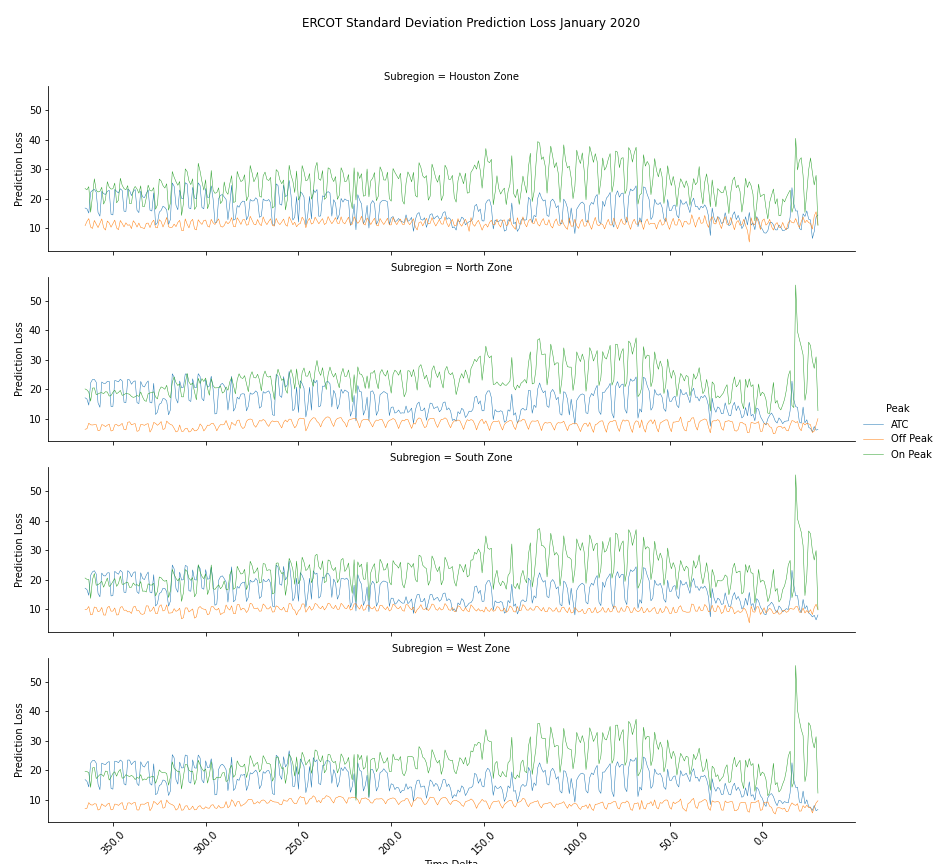 ERCOT Standard Deviation Prediction Loss January 2020
Subregion = Houston Zone
Prediction Loss
50
40
30
20
10
Subregion = North Zone
Prediction Loss
50
40
30
20
10
Peak
ATC
Off Peak
On Peak
Subregion = South Zone
Prediction Loss
50
40
30
20
10
Subregion = West Zone
Prediction Loss
50
40
30
20
10
350.0
300.0
250.0
200.0
150.0
100.0
50.0
0.0
Time Delta